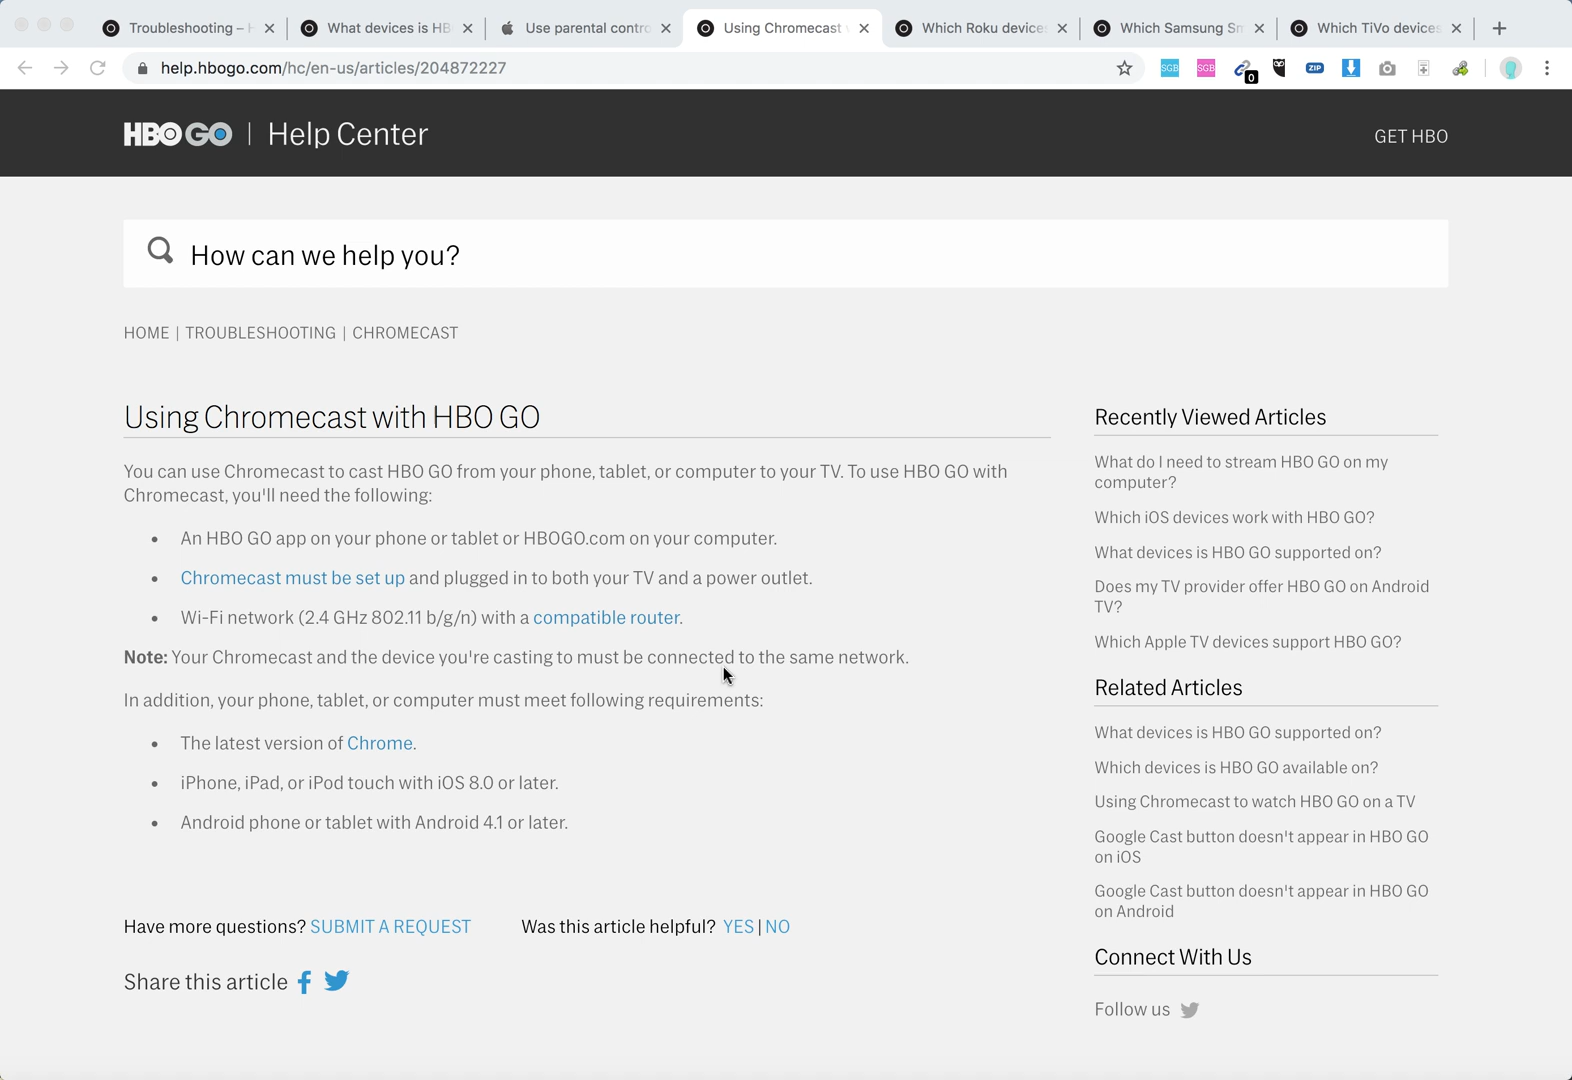 Troubleshooting – H
What devices is HB
Use parental contro
Using Chromecast w
Which Roku devices
Which Samsung Sm
Which TiVo devices
help.hbogo.com/hc/en-us/articles/204872227
SGB
SGB
0
ZIP
HBO GO | Help Center
GET HBO
How can we help you?
HOME | TROUBLESHOOTING | CHROMECAST
Using Chromecast with HBO GO
You can use Chromecast to cast HBO GO from your phone, tablet, or computer to your TV. To use HBO GO with
Chromecast, you'll need the following:
• An HBO GO app on your phone or tablet or HBOGO.com on your computer.
• Chromecast must be set up and plugged in to both your TV and a power outlet.
• Wi-Fi network (2.4 GHz 802.11 b/g/n) with a compatible router.
Note: Your Chromecast and the device you're casting to must be connected to the same network.
In addition, your phone, tablet, or computer must meet following requirements:
• The latest version of Chrome.
• iPhone, iPad, or iPod touch with iOS 8.0 or later.
• Android phone or tablet with Android 4.1 or later.
Have more questions? SUBMIT A REQUEST
Was this article helpful? YES | NO
Share this article
Recently Viewed Articles
What do I need to stream HBO GO on my
computer?
Which iOS devices work with HBO GO?
What devices is HBO GO supported on?
Does my TV provider offer HBO GO on Android
TV?
Which Apple TV devices support HBO GO?
Related Articles
What devices is HBO GO supported on?
Which devices is HBO GO available on?
Using Chromecast to watch HBO GO on a TV
Google Cast button doesn't appear in HBO GO
on iOS
Google Cast button doesn't appear in HBO GO
on Android
Connect With Us
Follow us